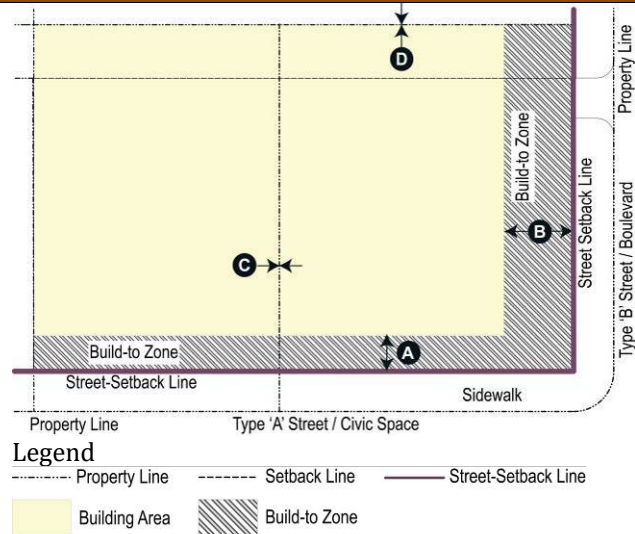 D
Property Line
Build-to Zone
B
Street Setback Line
Type 'B' Street / Boulevard
C
Build-to Zone
A
Street-Setback Line
Sidewalk
Property Line
Type 'A' Street / Civic Space
Legend
Property Line
Setback Line
Street-Setback Line
Building Area
Build-to Zone